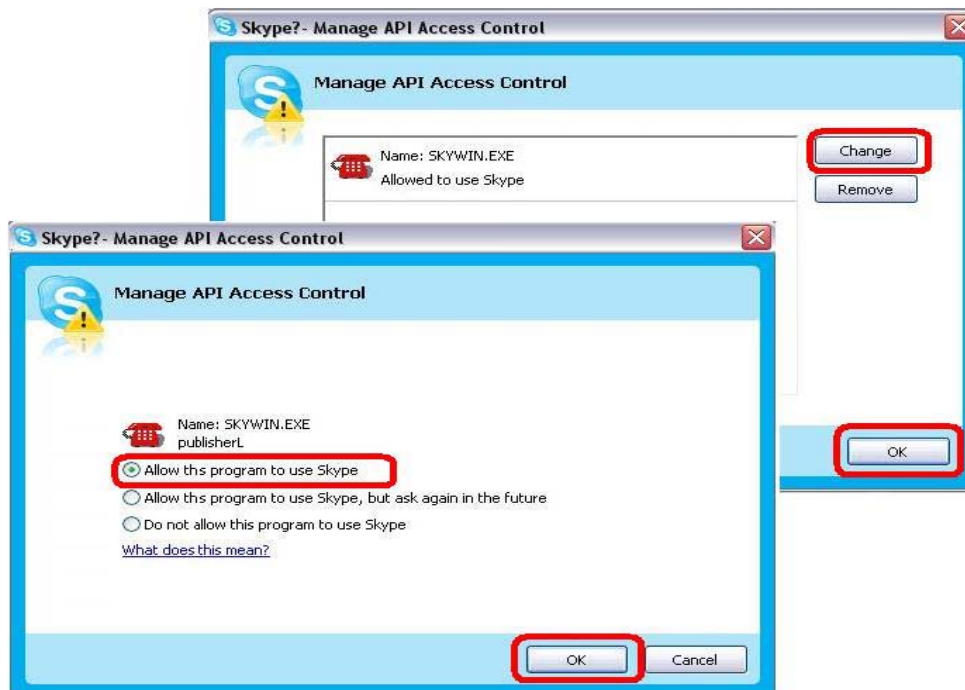 Skype?- Manage API Access Control
Manage API Access Control
Name: SKYWIN.EXE
Allowed to use Skype
Change
Remove
OK
Skype?- Manage API Access Control
Manage API Access Control
Name: SKYWIN.EXE
publisherL
Allow ths program to use Skype
Allow ths program to use Skype, but ask again in the future
Do not allow this program to use Skype
What does this mean?
OK
Cancel